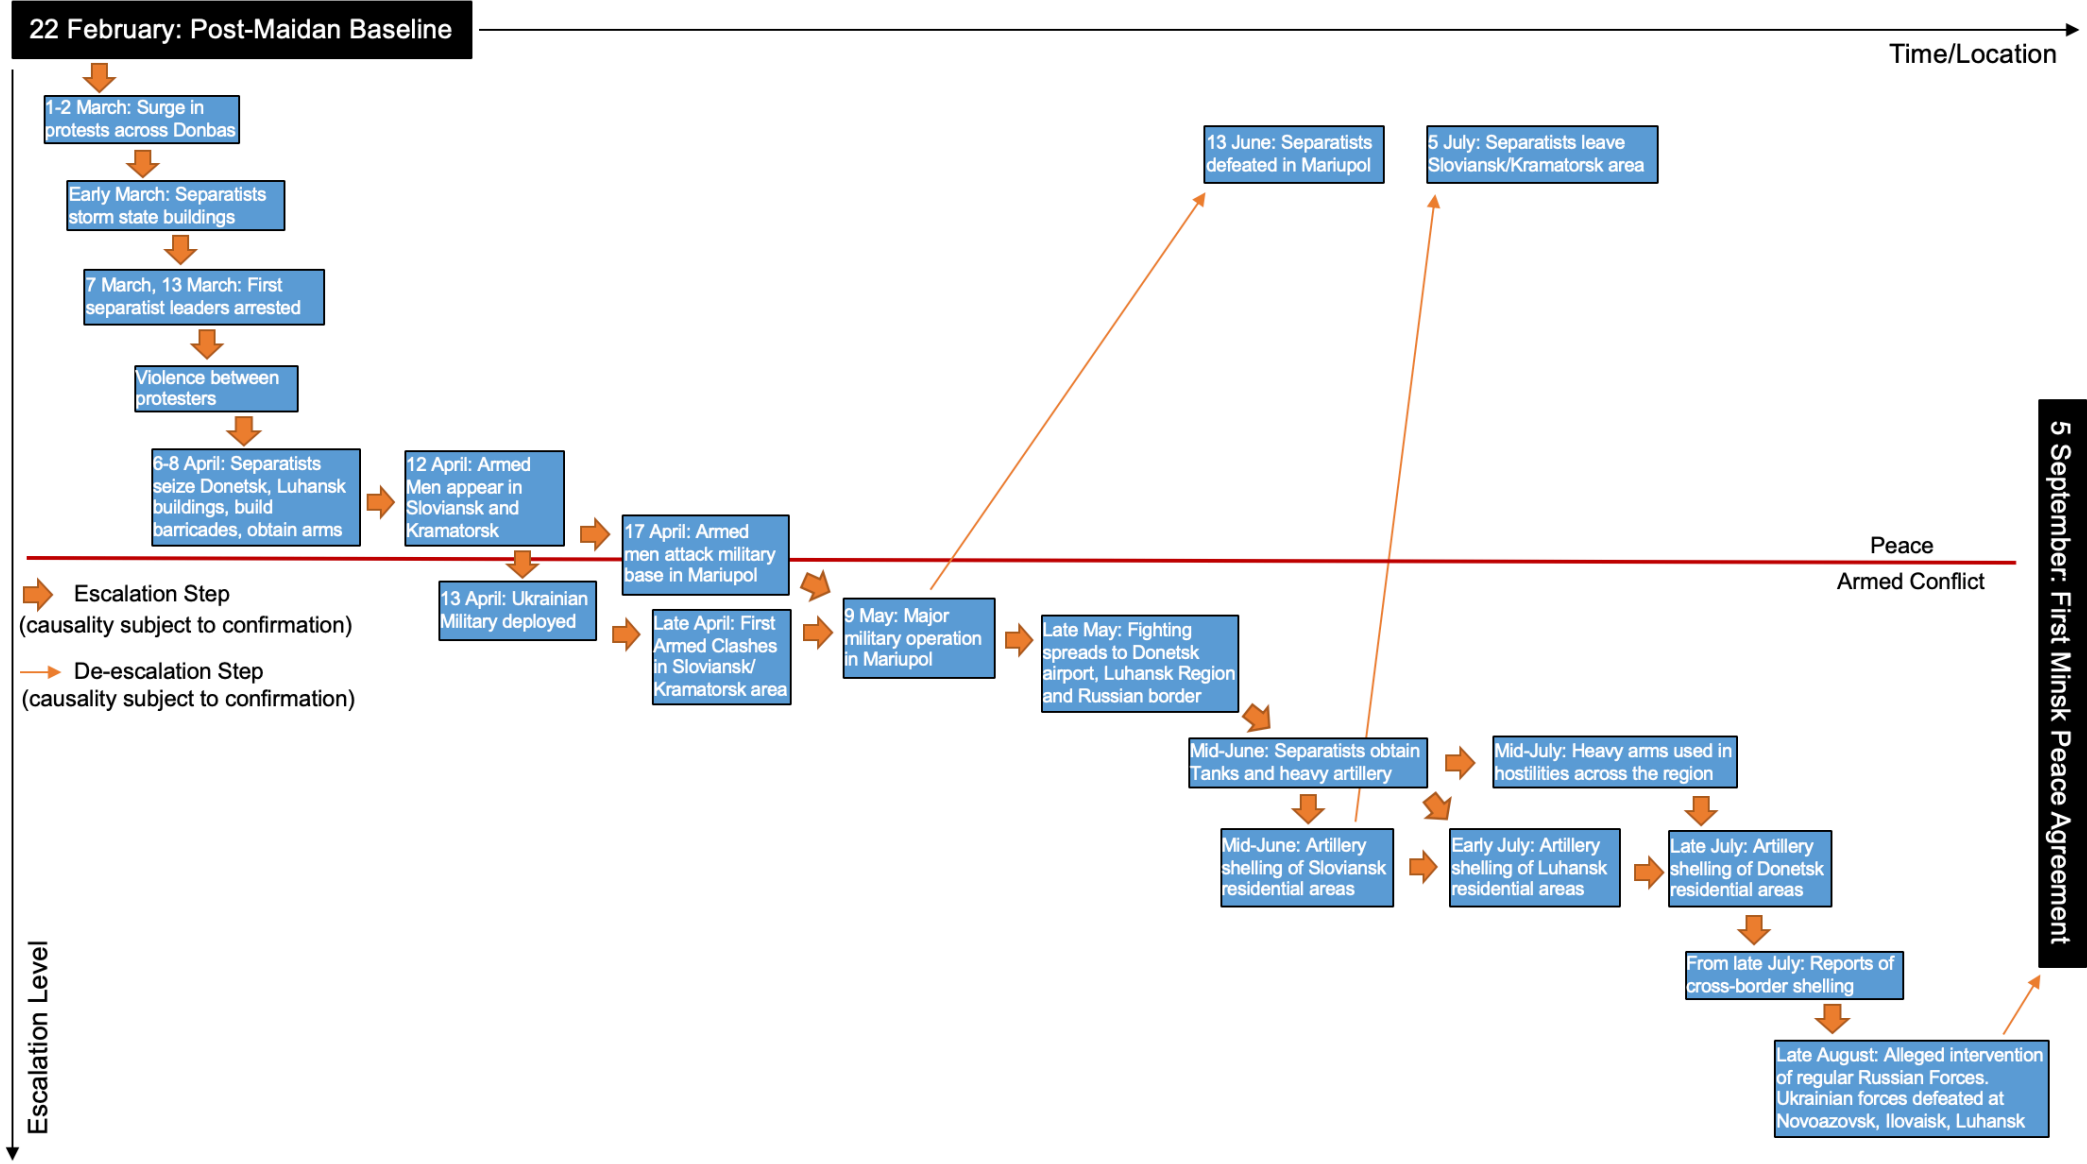 22 February: Post-Maidan Baseline
Time/Location
1-2 March: Surge in
protests across Donbas
Early March: Separatists
storm state buildings
7 March, 13 March: First
separatist leaders arrested
Violence between
protesters
6-8 April: Separatists
seize Donetsk, Luhansk
buildings, build
barricades, obtain arms
12 April: Armed
Men appear in
Sloviansk and
Kramatorsk
17 April: Armed
men attack military
base in Mariupol
13 June: Separatists
defeated in Mariupol
5 July: Separatists leave
Sloviansk/Kramatorsk area
Peace
Armed Conflict
Escalation Step
(causality subject to confirmation)
De-escalation Step
(causality subject to confirmation)
13 April: Ukrainian
Military deployed
Late April: First
Armed Clashes
in Sloviansk/
Kramatorsk area
9 May: Major
military operation
in Mariupol
Late May: Fighting
spreads to Donetsk
airport, Luhansk Region
and Russian border
Mid-June: Separatists obtain
Tanks and heavy artillery
Mid-July: Heavy arms used in
hostilities across the region
Mid-June: Artillery
shelling of Sloviansk
residential areas
Early July: Artillery
shelling of Luhansk
residential areas
Late July: Artillery
shelling of Donetsk
residential areas
From late July: Reports of
cross-border shelling
Late August: Alleged intervention
of regular Russian Forces.
Ukrainian forces defeated at
Novoazovsk, Ilovaisk, Luhansk
5 September: First Minsk Peace Agreement
Escalation Level